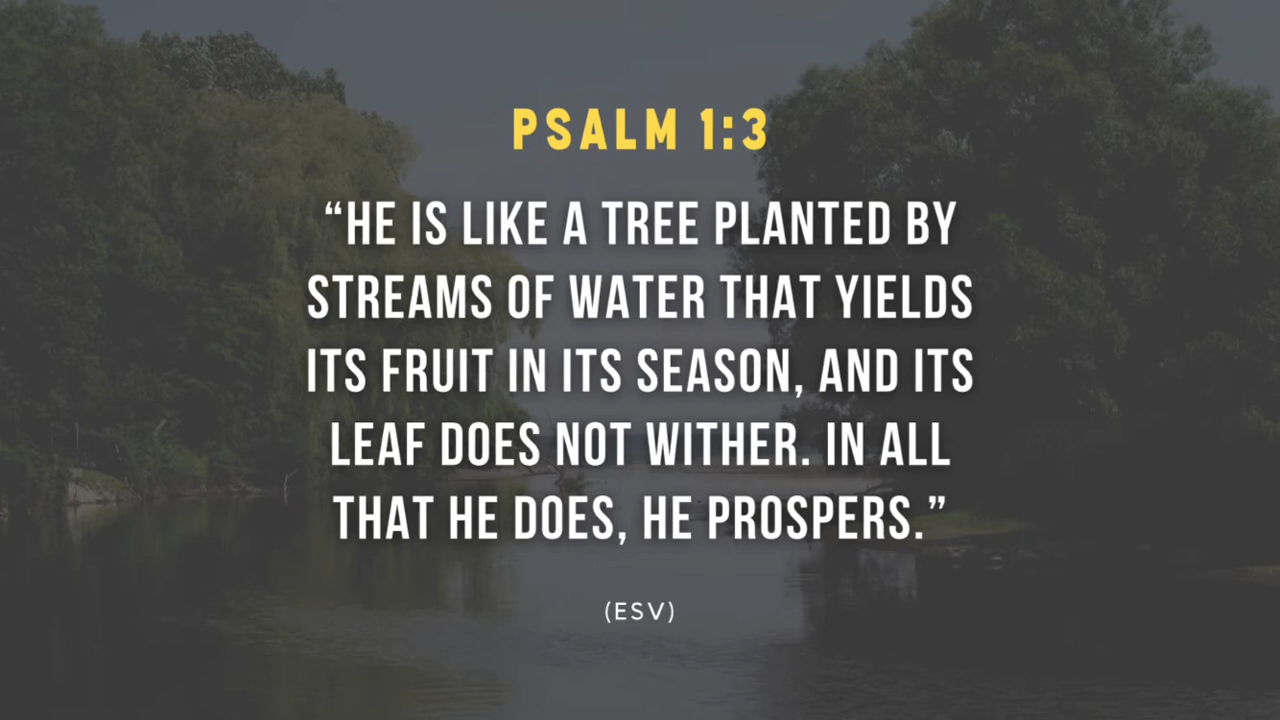 PSALM 1:3
“HE IS LIKE A TREE PLANTED BY
STREAMS OF WATER THAT YIELDS
ITS FRUIT IN ITS SEASON, AND ITS
LEAF DOES NOT WITHER. IN ALL
THAT HE DOES, HE PROSPERS.”
(ESV)